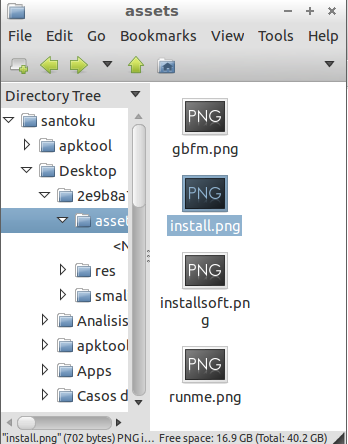 assets
File Edit Go Bookmarks View Tools Help
Directory Tree
santoku
apktool
Desktop
2e9b8a
asset
<N
res
smal
Analisis
apktool
Apps
Casos d
PNG
gbfm.png
PNG
install.png
PNG
installsoft.pn
g
PNG
runme.png
"install.png" (702 bytes) PNG i... Free space: 16.9 GB (Total: 40.2 GB)